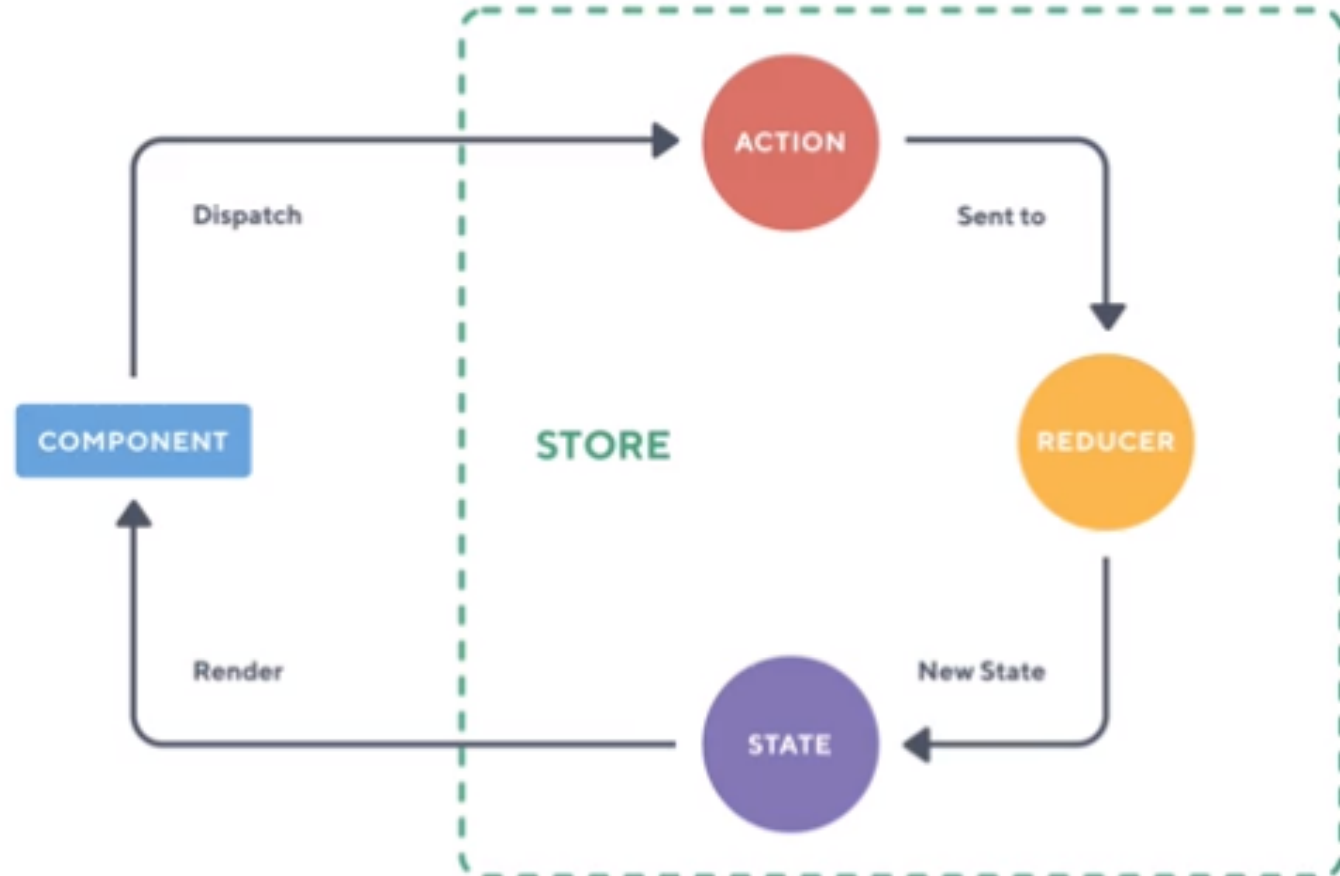 ACTION
Dispatch
Sent to
COMPONENT
STORE
REDUCER
Render
New State
STATE